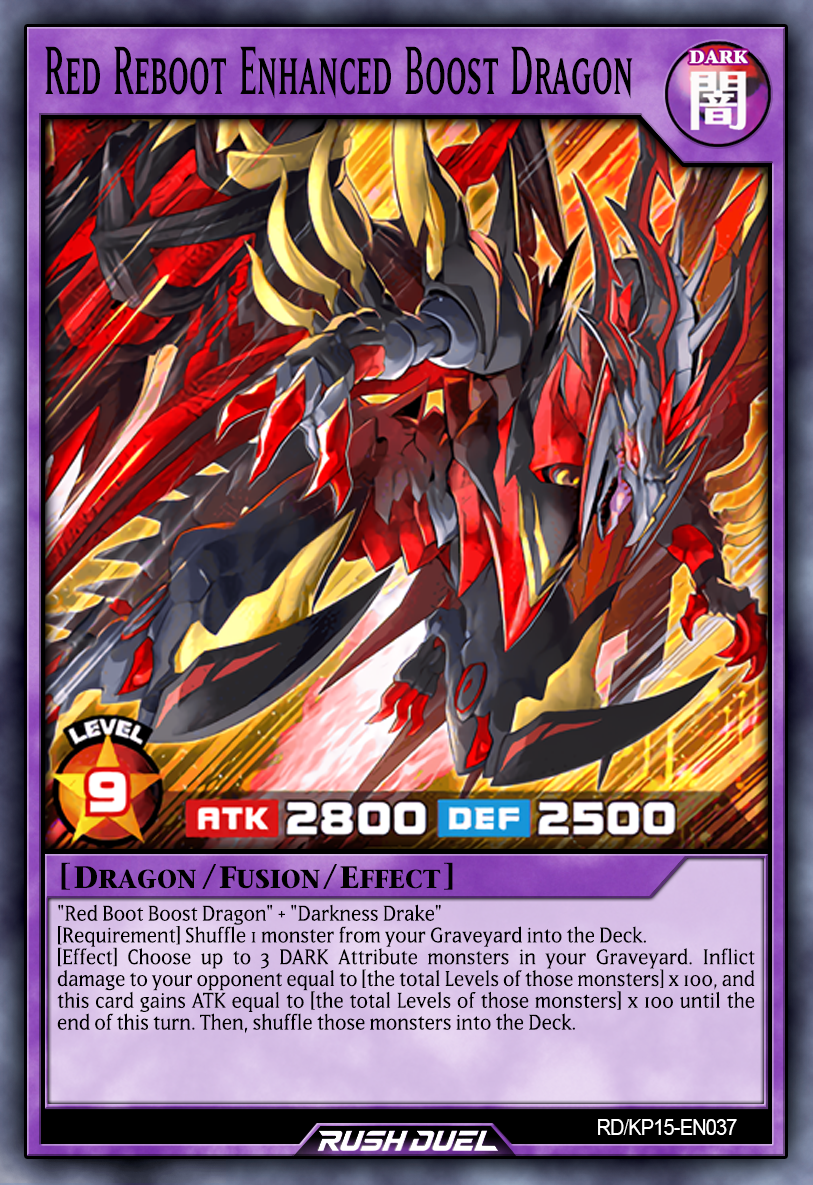 Red Reboot Enhanced Boost Dragon
DARK
闇
LEVEL
9
ATK 2800 DEF 2500
[Dragon/Fusion/Effect]
"Red Boot Boost Dragon" + "Darkness Drake"
[Requirement] Shuffle 1 monster from your Graveyard into the Deck.
[Effect] Choose up to 3 DARK Attribute monsters in your Graveyard. Inflict
damage to your opponent equal to [the total Levels of those monsters] x 100, and
this card gains ATK equal to [the total Levels of those monsters] x 100 until the
end of this turn. Then, shuffle those monsters into the Deck.
RD/KP15-EN037
RUSH DUEL